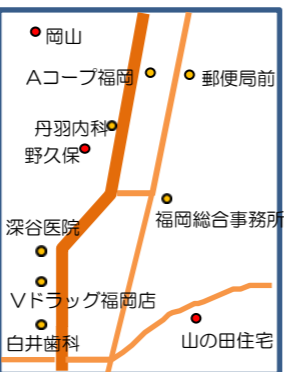 岡山
Aコープ福岡
郵便局前
丹羽内科
野久保
福岡総合事務所
深谷医院
Vドラッグ福岡店
白井歯科
山の田住宅